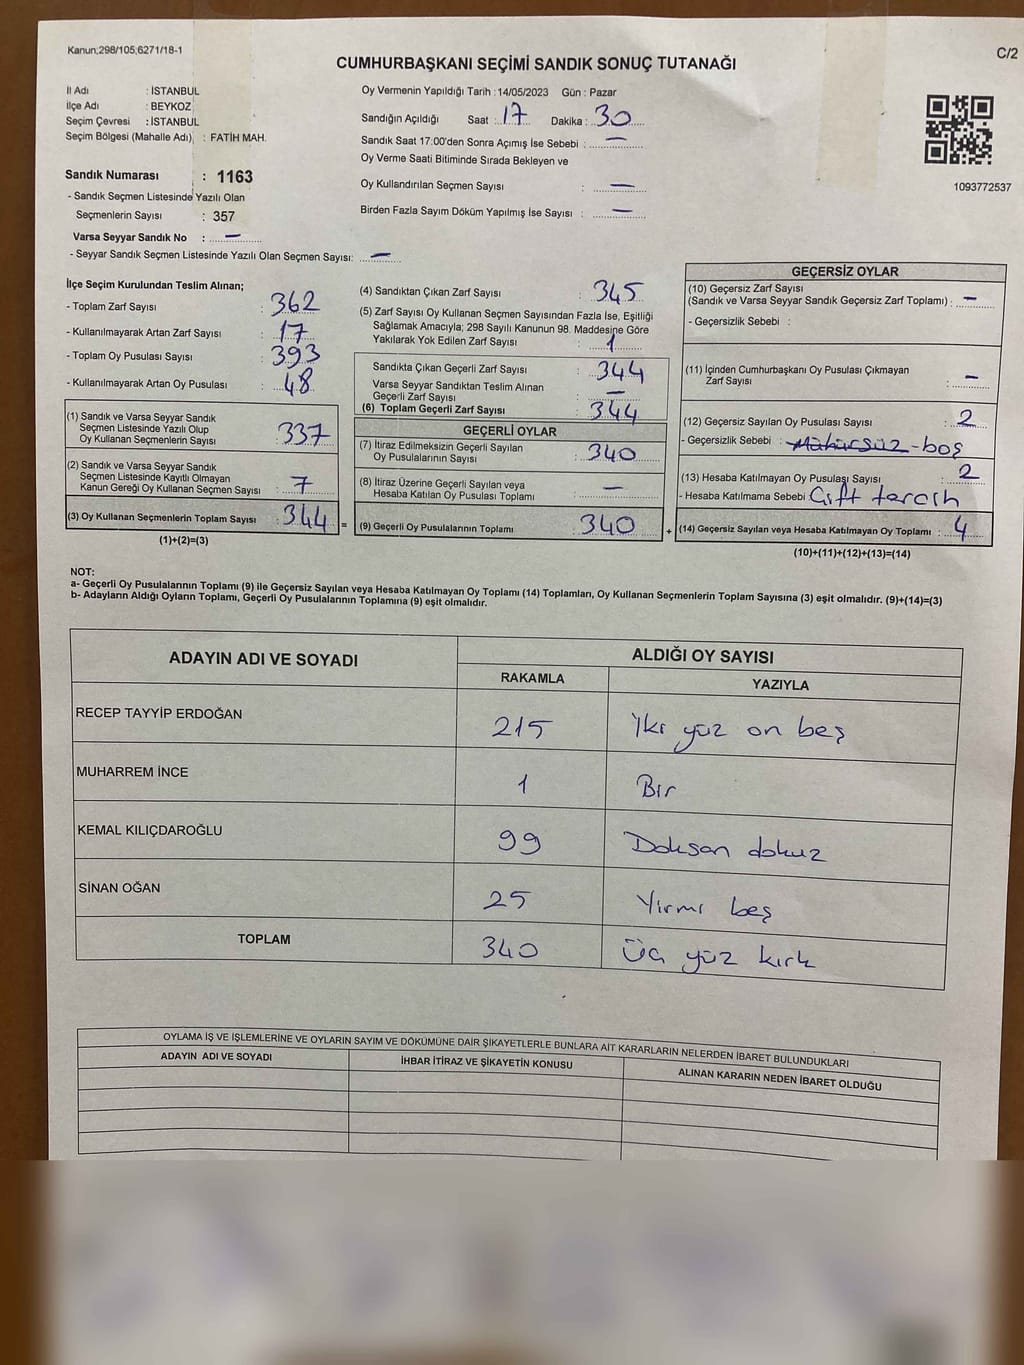 Kanun;298/105,6271/18-1
C/2
CUMHURBAŞKANI SEÇİMİ SANDIK SONUÇ TUTANAĞI
İl Adı : İSTANBUL
İlçe Adı : BEYKOZ
Seçim Çevresi : İSTANBUL
Seçim Bölgesi (Mahalle Adı) : FATİH MAH.
Sandık Numarası : 1163
- Sandık Seçmen Listesinde Yazılı Olan
Seçmenlerin Sayısı : 357
Varsa Seyyar Sandık No : —
- Seyyar Sandık Seçmen Listesinde Yazılı Olan Seçmen Sayısı: —
Oy Vermenin Yapıldığı Tarih : 14/05/2023 Gün : Pazar
Sandığın Açıldığı Saat : 17 Dakika : 30
Sandık Saat 17:00'den Sonra Açımış İse Sebebi : —
Oy Verme Saati Bitiminde Sırada Bekleyen ve
Oy Kullandırılan Seçmen Sayısı : —
Birden Fazla Sayım Döküm Yapılmış İse Sayısı : —
1093772537
İlçe Seçim Kurulundan Teslim Alınan;
- Toplam Zarf Sayısı : 362
- Kullanılmayarak Artan Zarf Sayısı : 17
- Toplam Oy Pusulası Sayısı : 393
- Kullanılmayarak Artan Oy Pusulası : 48
(1) Sandık ve Varsa Seyyar Sandık
Seçmen Listesinde Yazılı Olup
Oy Kullanan Seçmenlerin Sayısı : 337
(2) Sandık ve Varsa Seyyar Sandık
Seçmen Listesinde Kayıtlı Olmayan
Kanun Gereği Oy Kullanan Seçmen Sayısı : 7
(3) Oy Kullanan Seçmenlerin Toplam Sayısı : 344 =
(1)+(2)=(3)
(4) Sandıktan Çıkan Zarf Sayısı : 345
(5) Zarf Sayısı Oy Kullanan Seçmen Sayısından Fazla İse, Eşitliği
Sağlamak Amacıyla; 298 Sayılı Kanunun 98. Maddesine Göre
Yakılarak Yok Edilen Zarf Sayısı : 1
Sandıkta Çıkan Geçerli Zarf Sayısı : 344
Varsa Seyyar Sandıktan Teslim Alınan
Geçerli Zarf Sayısı : —
(6) Toplam Geçerli Zarf Sayısı : 344
GEÇERLİ OYLAR
(7) İtiraz Edilmeksizin Geçerli Sayılan
Oy Pusulalarının Sayısı : 340
(8) İtiraz Üzerine Geçerli Sayılan veya
Hesaba Katılan Oy Pusulası Toplamı : —
(9) Geçerli Oy Pusulalarının Toplamı : 340 +
GEÇERSİZ OYLAR
(10) Geçersiz Zarf Sayısı
(Sandık ve Varsa Seyyar Sandık Geçersiz Zarf Toplamı) : —
- Geçersizlik Sebebi :
(11) İçinden Cumhurbaşkanı Oy Pusulası Çıkmayan
Zarf Sayısı : —
(12) Geçersiz Sayılan Oy Pusulası Sayısı : 2
- Geçersizlik Sebebi : Mühürsüz - boş
(13) Hesaba Katılmayan Oy Pusulası Sayısı : 2
- Hesaba Katılmama Sebebi : Çift tercih
(14) Geçersiz Sayılan veya Hesaba Katılmayan Oy Toplamı : 4
(10)+(11)+(12)+(13)=(14)
NOT:
a- Geçerli Oy Pusulalarının Toplamı (9) ile Geçersiz Sayılan veya Hesaba Katılmayan Oy Toplamı (14) Toplamları, Oy Kullanan Seçmenlerin Toplam Sayısına (3) eşit olmalıdır. (9)+(14)=(3)
b- Adayların Aldığı Oyların Toplamı, Geçerli Oy Pusulalarının Toplamına (9) eşit olmalıdır.
ADAYIN ADI VE SOYADI ALDIĞI OY SAYISI
RAKAMLA YAZIYLA
RECEP TAYYİP ERDOĞAN 215 İki yüz on beş
MUHARREM İNCE 1 Bir
KEMAL KILIÇDAROĞLU 99 Doksan dokuz
SİNAN OĞAN 25 Yirmi beş
TOPLAM 340 Üç yüz kırk
OYLAMA İŞ VE İŞLEMLERİNE VE OYLARIN SAYIM VE DÖKÜMÜNE DAİR ŞİKAYETLERLE BUNLARA AİT KARARLARIN NELERDEN İBARET BULUNDUKLARI
ADAYIN ADI VE SOYADI İHBAR İTİRAZ VE ŞİKAYETİN KONUSU ALINAN KARARIN NEDEN İBARET OLDUĞU